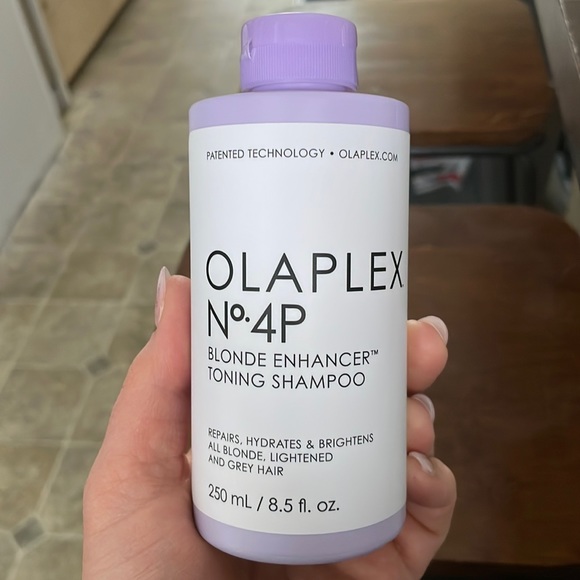 PATENTED TECHNOLOGY • OLAPLEX.COM
OLAPLEX.
Nº.4P
BLONDE ENHANCER™
TONING SHAMPOO
REPAIRS, HYDRATES & BRIGHTENS
ALL BLONDE, LIGHTENED
AND GREY HAIR
250 mL / 8.5 fl. oz.